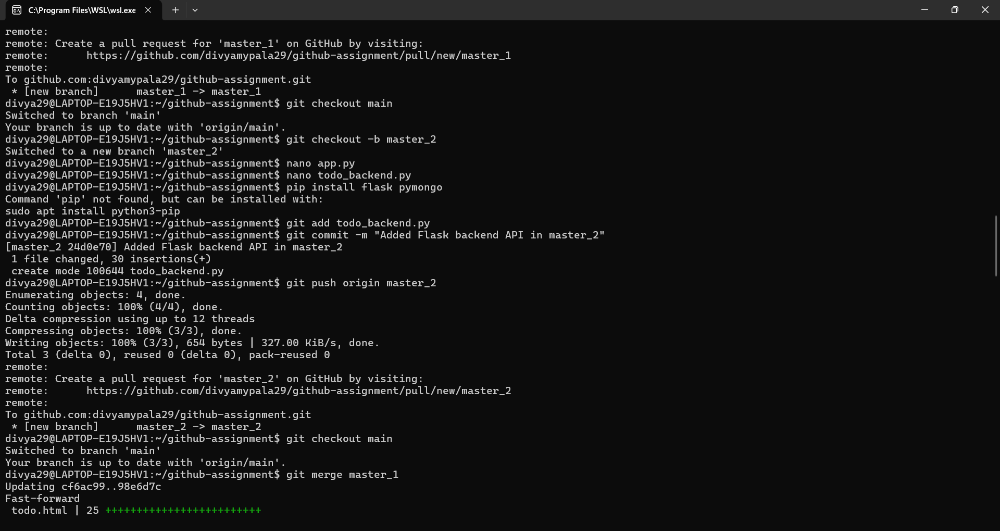 C:\Program Files\WSL\wsl.exe
remote:
remote: Create a pull request for 'master_1' on GitHub by visiting:
remote:      https://github.com/divyamypala29/github-assignment/pull/new/master_1
remote:
To github.com:divyamypala29/github-assignment.git
 * [new branch]      master_1 -> master_1
divya29@LAPTOP-E19J5HV1:~/github-assignment$ git checkout main
Switched to branch 'main'
Your branch is up to date with 'origin/main'.
divya29@LAPTOP-E19J5HV1:~/github-assignment$ git checkout -b master_2
Switched to a new branch 'master_2'
divya29@LAPTOP-E19J5HV1:~/github-assignment$ nano app.py
divya29@LAPTOP-E19J5HV1:~/github-assignment$ nano todo_backend.py
divya29@LAPTOP-E19J5HV1:~/github-assignment$ pip install flask pymongo
Command 'pip' not found, but can be installed with:
sudo apt install python3-pip
divya29@LAPTOP-E19J5HV1:~/github-assignment$ git add todo_backend.py
divya29@LAPTOP-E19J5HV1:~/github-assignment$ git commit -m "Added Flask backend API in master_2"
[master_2 24d0e70] Added Flask backend API in master_2
 1 file changed, 30 insertions(+)
 create mode 100644 todo_backend.py
divya29@LAPTOP-E19J5HV1:~/github-assignment$ git push origin master_2
Enumerating objects: 4, done.
Counting objects: 100% (4/4), done.
Delta compression using up to 12 threads
Compressing objects: 100% (3/3), done.
Writing objects: 100% (3/3), 654 bytes | 327.00 KiB/s, done.
Total 3 (delta 0), reused 0 (delta 0), pack-reused 0
remote:
remote: Create a pull request for 'master_2' on GitHub by visiting:
remote:      https://github.com/divyamypala29/github-assignment/pull/new/master_2
remote:
To github.com:divyamypala29/github-assignment.git
 * [new branch]      master_2 -> master_2
divya29@LAPTOP-E19J5HV1:~/github-assignment$ git checkout main
Switched to branch 'main'
Your branch is up to date with 'origin/main'.
divya29@LAPTOP-E19J5HV1:~/github-assignment$ git merge master_1
Updating cf6ac99..98e6d7c
Fast-forward
 todo.html | 25 +++++++++++++++++++++++++